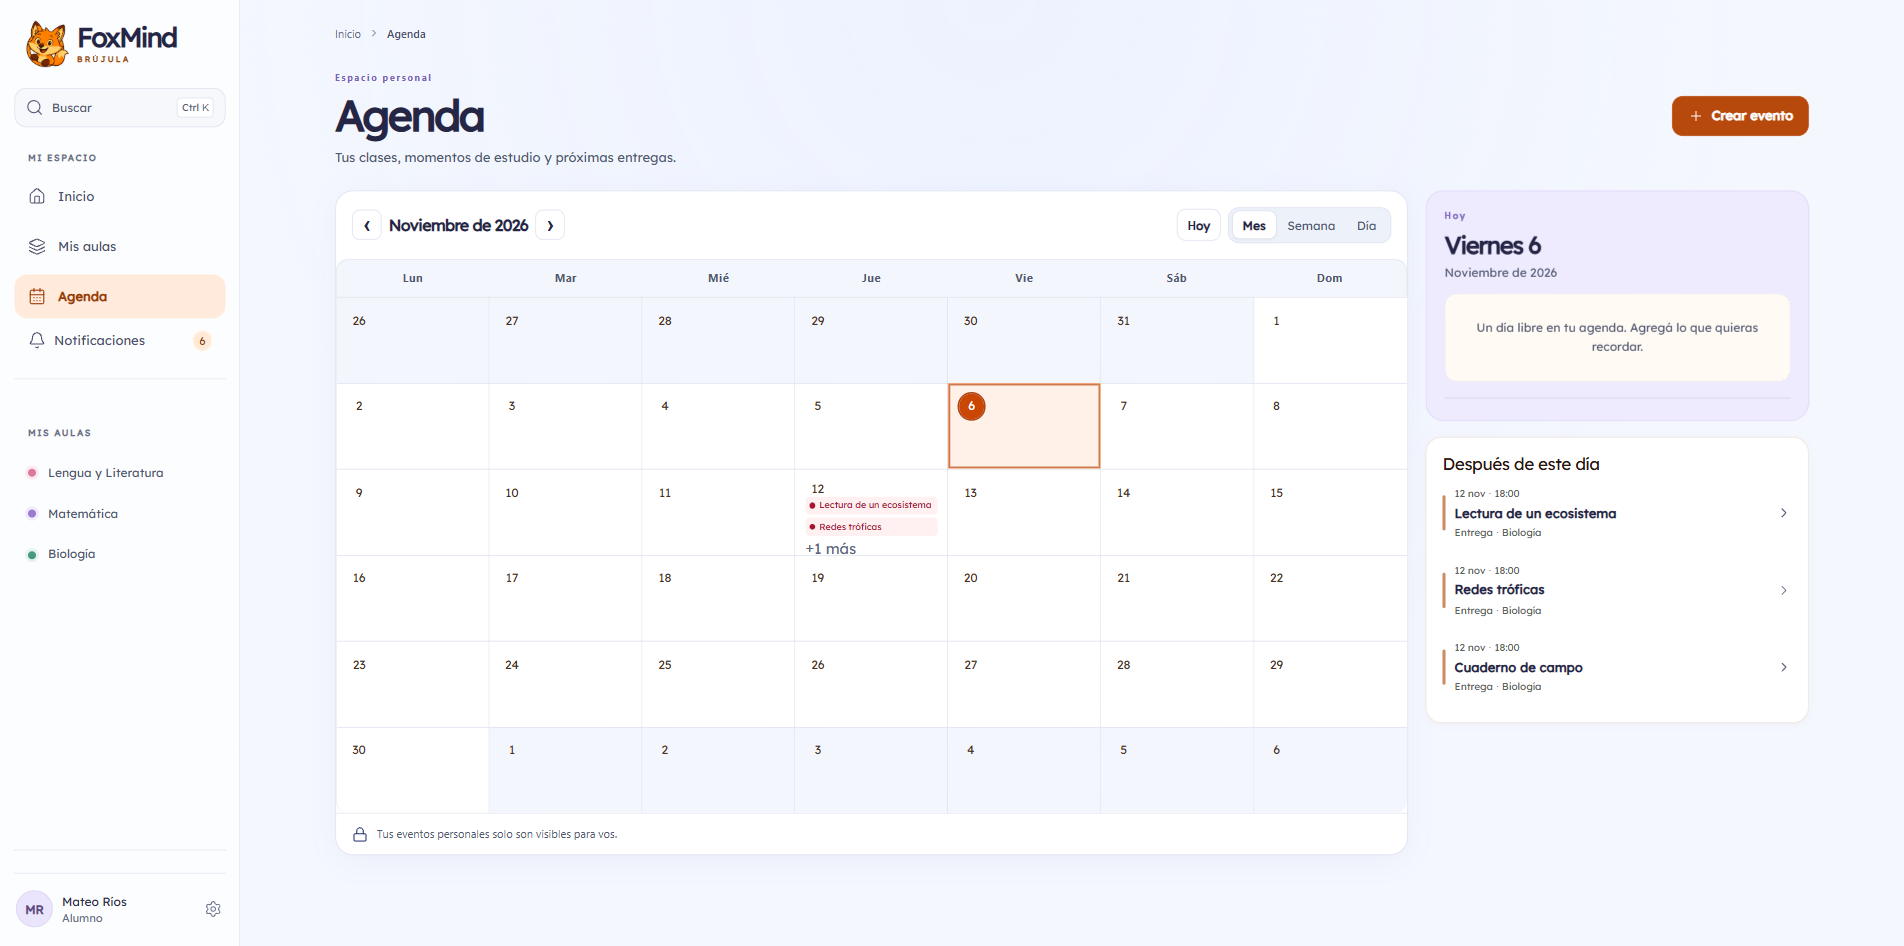 FoxMind
BRÚJULA
Buscar
Ctrl K
MI ESPACIO
Inicio
Mis aulas
Agenda
Notificaciones
6
MIS AULAS
Lengua y Literatura
Matemática
Biología
MR
Mateo Ríos
Alumno
Inicio > Agenda
Espacio personal
Agenda
Tus clases, momentos de estudio y próximas entregas.
+ Crear evento
‹ Noviembre de 2026 ›
Hoy
Mes Semana Día
Lun Mar Mié Jue Vie Sáb Dom
26 27 28 29 30 31 1
2 3 4 5 6 7 8
9 10 11 12 13 14 15
Lectura de un ecosistema
Redes tróficas
+1 más
16 17 18 19 20 21 22
23 24 25 26 27 28 29
30 1 2 3 4 5 6
Tus eventos personales solo son visibles para vos.
Hoy
Viernes 6
Noviembre de 2026
Un día libre en tu agenda. Agregá lo que quieras
recordar.
Después de este día
12 nov · 18:00
Lectura de un ecosistema
Entrega · Biología
12 nov · 18:00
Redes tróficas
Entrega · Biología
12 nov · 18:00
Cuaderno de campo
Entrega · Biología